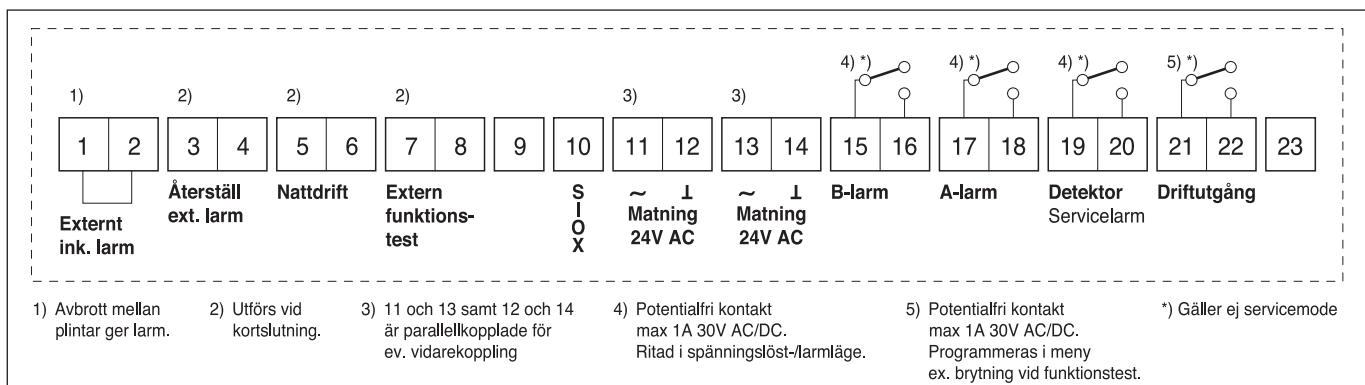 4) *) 4) *) 4) *) 5) *)
1) 2) 2) 2) 3) 3)
1 2 3 4 5 6 7 8 9 10 11 12 13 14 15 16 17 18 19 20 21 22 23
Externt
ink. larm
Återställ
ext. larm
Nattdrift
Extern
funktions-
test
S
I
O
X
~ ⊥
Matning
24V AC
~ ⊥
Matning
24V AC
B-larm
A-larm
Detektor
Servicelarm
Driftutgång
1) Avbrott mellan
plintar ger larm.
2) Utförs vid
kortslutning.
3) 11 och 13 samt 12 och 14
är parallellkopplade för
ev. vidarekoppling
4) Potentialfri kontakt
max 1A 30V AC/DC.
Ritad i spänningslöst-/larmläge.
5) Potentialfri kontakt
max 1A 30V AC/DC.
Programmeras i meny
ex. brytning vid funktionstest.
*) Gäller ej servicemode